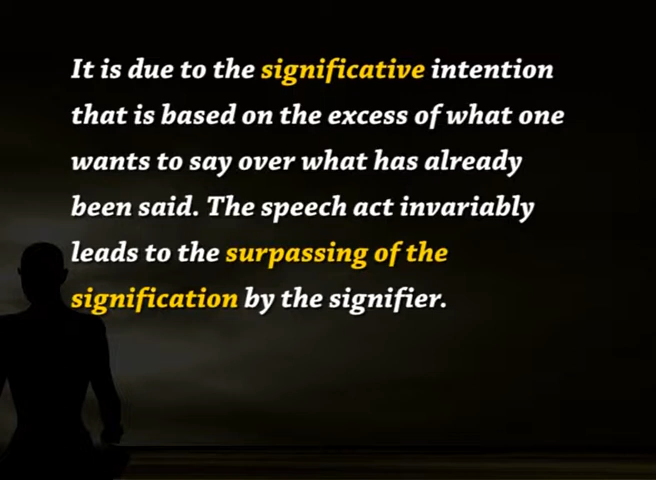 It is due to the significative intention
that is based on the excess of what one
wants to say over what has already
been said. The speech act invariably
leads to the surpassing of the
signification by the signifier.